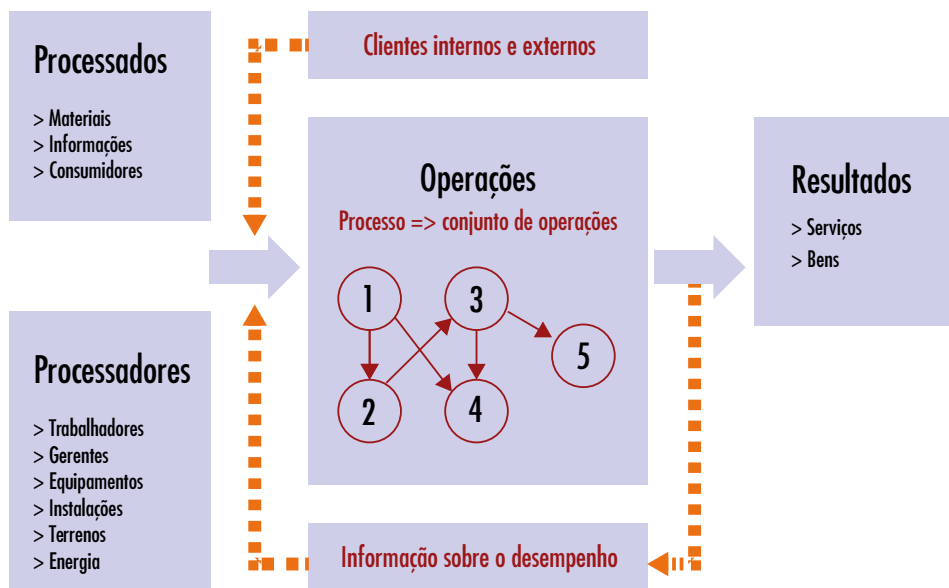 Processados
> Materiais
> Informações
> Consumidores
Processadores
> Trabalhadores
> Gerentes
> Equipamentos
> Instalações
> Terrenos
> Energia
Clientes internos e externos
Operações
Processo => conjunto de operações
1
3
5
2
4
Informação sobre o desempenho
Resultados
> Serviços
> Bens